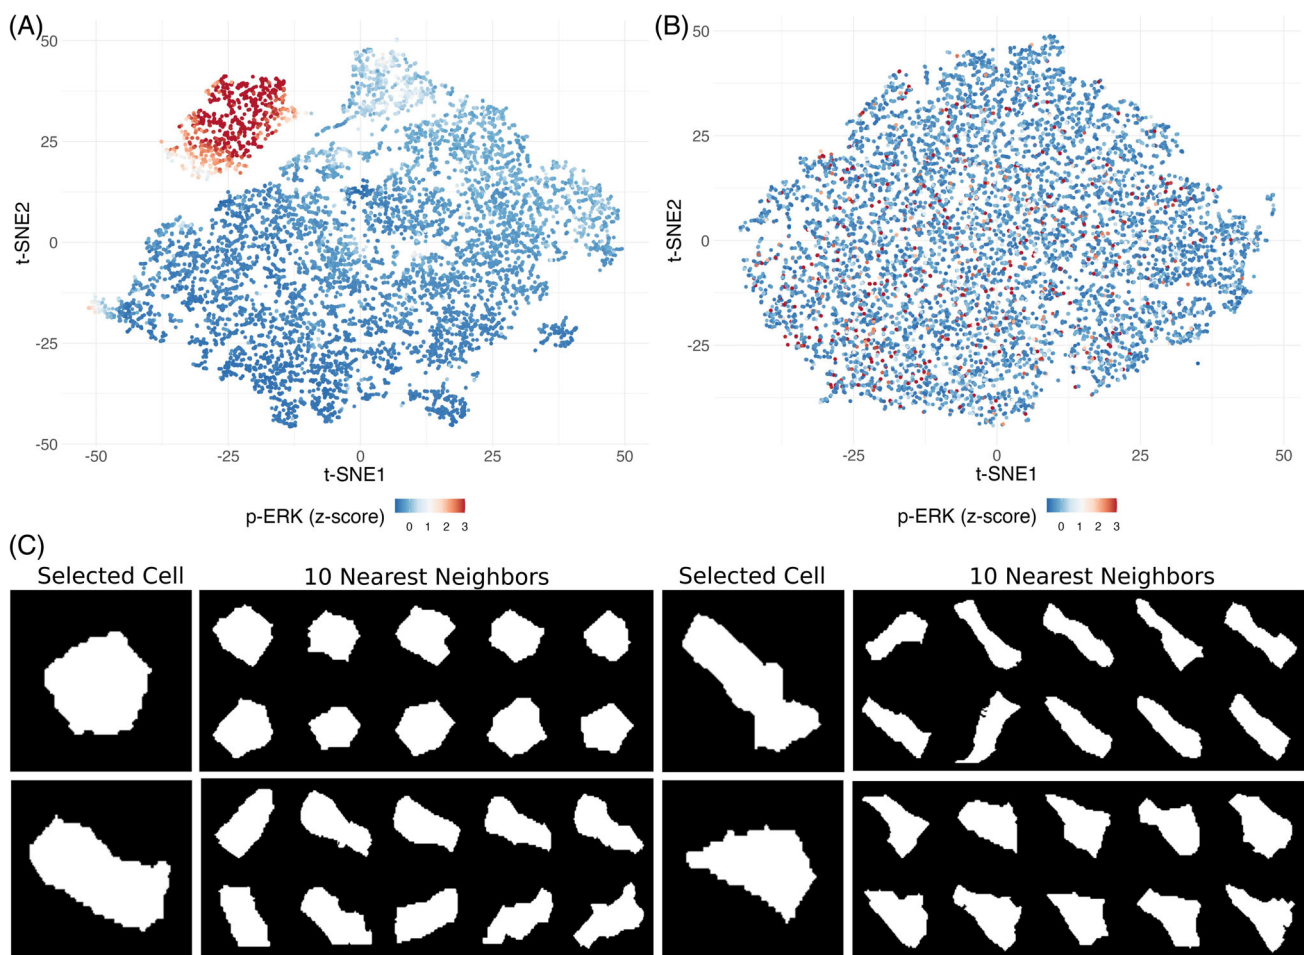 (A)
50
25
0
-25
-50
t-SNE2
-50
-25
0
25
50
t-SNE1
p-ERK (z-score)
0 1 2 3
(B)
50
25
0
-25
t-SNE2
-25
0
25
50
t-SNE1
p-ERK (z-score)
0 1 2 3
(C)
Selected Cell
10 Nearest Neighbors
Selected Cell
10 Nearest Neighbors